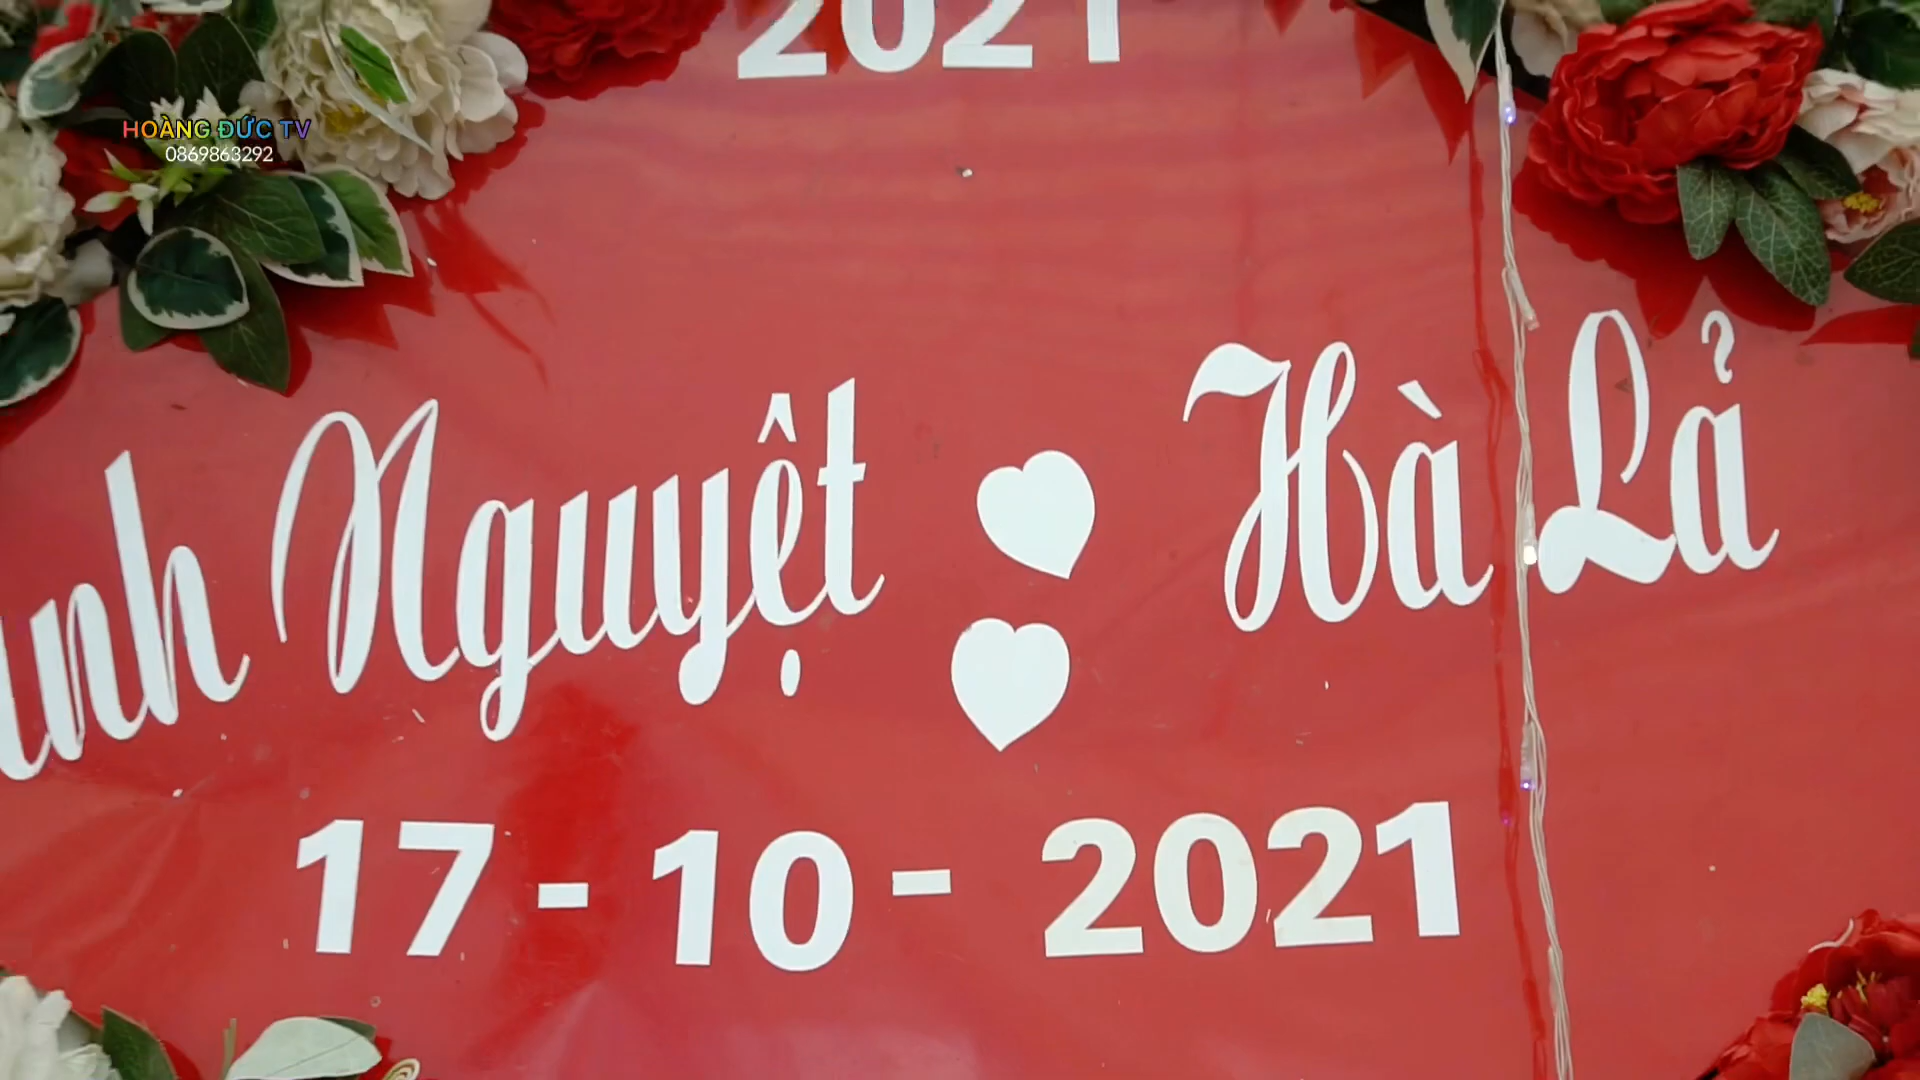 2021
HOÀNG ĐỨC TV
0869863292
Nguyệt Hà Lả
17 - 10 - 2021